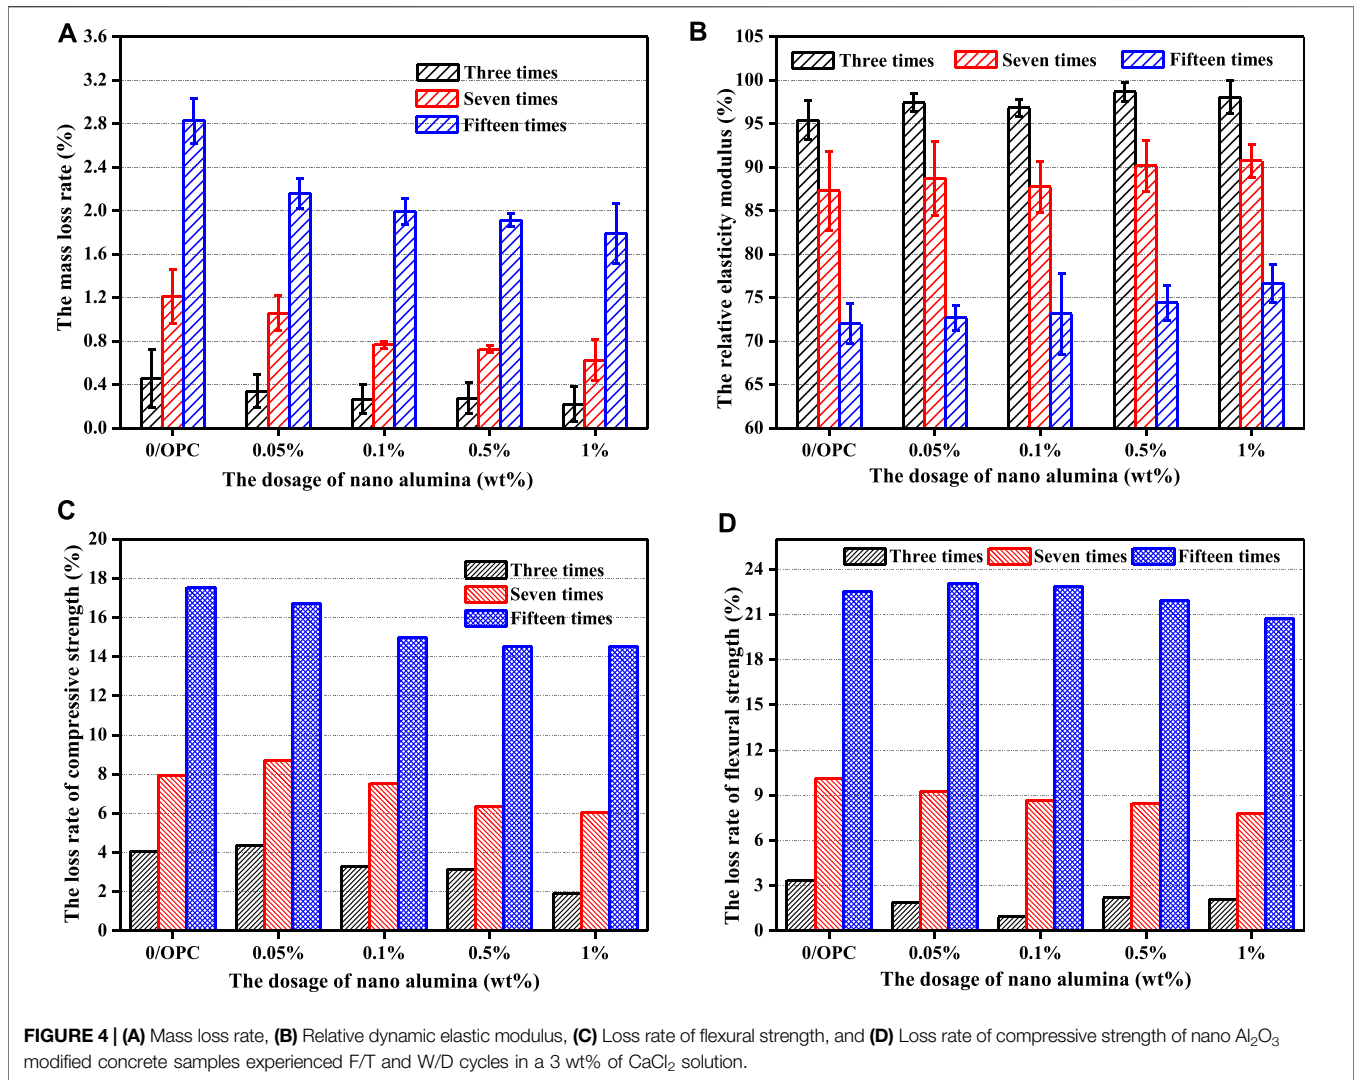 A
3.6
3.2
2.8
2.4
2.0
1.6
1.2
0.8
0.4
0.0
The mass loss rate (%)
Three times
Seven times
Fifteen times
0/OPC 0.05% 0.1% 0.5% 1%
The dosage of nano alumina (wt%)
B
105
100
95
90
85
80
75
70
65
60
The relative elasticity modulus (%)
Three times Seven times Fifteen times
0/OPC 0.05% 0.1% 0.5% 1%
The dosage of nano alumina (wt%)
C
20
18
16
14
12
10
8
6
4
2
0
The loss rate of compressive strength (%)
Three times
Seven times
Fifteen times
0/OPC 0.05% 0.1% 0.5% 1%
The dosage of nano alumina (wt%)
D
24
21
18
15
12
9
6
3
0
The loss rate of flexural strength (%)
Three times Seven times Fifteen times
0/OPC 0.05% 0.1% 0.5% 1%
The dosage of nano alumina (wt%)
FIGURE 4 | (A) Mass loss rate, (B) Relative dynamic elastic modulus, (C) Loss rate of flexural strength, and (D) Loss rate of compressive strength of nano Al₂O₃
modified concrete samples experienced F/T and W/D cycles in a 3 wt% of CaCl₂ solution.